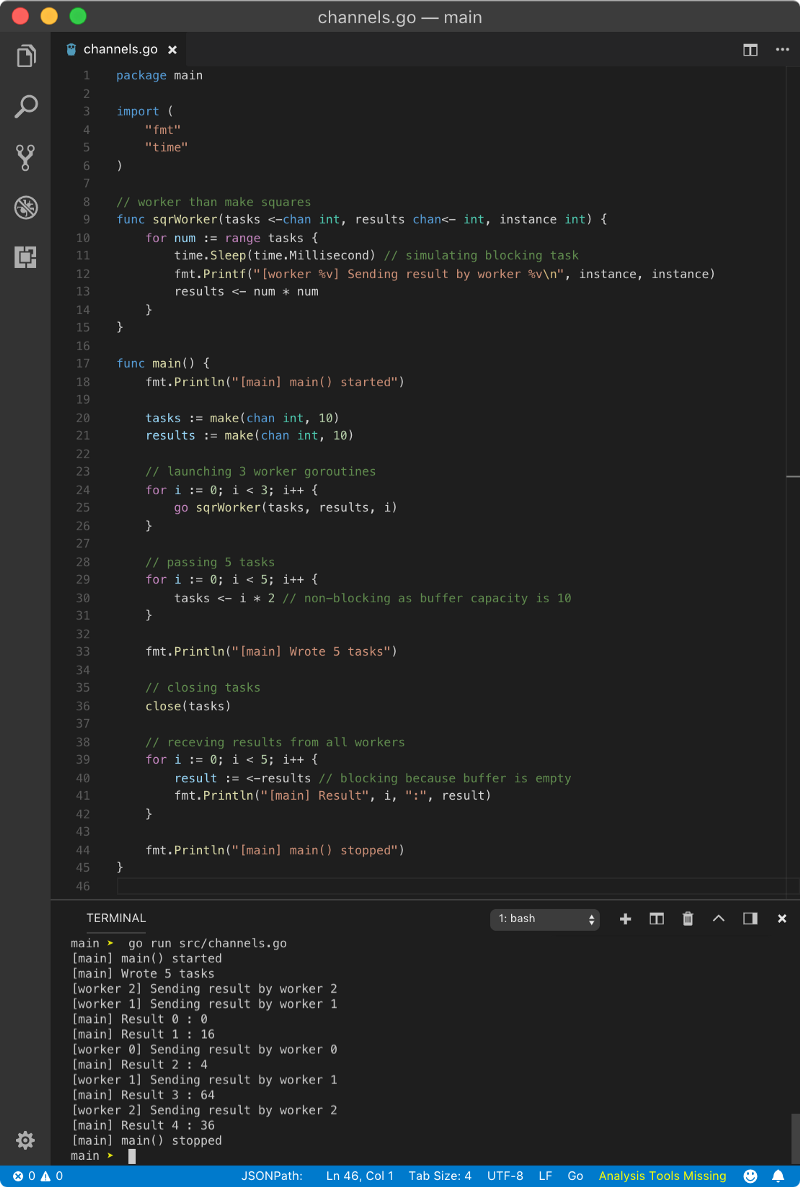 channels.go — main
channels.go
1 package main
2
3 import (
4     "fmt"
5     "time"
6 )
7
8 // worker than make squares
9 func sqrWorker(tasks <-chan int, results chan<- int, instance int) {
10     for num := range tasks {
11         time.Sleep(time.Millisecond) // simulating blocking task
12         fmt.Printf("[worker %v] Sending result by worker %v\n", instance, instance)
13         results <- num * num
14     }
15 }
16
17 func main() {
18     fmt.Println("[main] main() started")
19
20     tasks := make(chan int, 10)
21     results := make(chan int, 10)
22
23     // launching 3 worker goroutines
24     for i := 0; i < 3; i++ {
25         go sqrWorker(tasks, results, i)
26     }
27
28     // passing 5 tasks
29     for i := 0; i < 5; i++ {
30         tasks <- i * 2 // non-blocking as buffer capacity is 10
31     }
32
33     fmt.Println("[main] Wrote 5 tasks")
34
35     // closing tasks
36     close(tasks)
37
38     // receving results from all workers
39     for i := 0; i < 5; i++ {
40         result := <-results // blocking because buffer is empty
41         fmt.Println("[main] Result", i, ":", result)
42     }
43
44     fmt.Println("[main] main() stopped")
45 }
46
TERMINAL 1: bash
main ➤ go run src/channels.go
[main] main() started
[main] Wrote 5 tasks
[worker 2] Sending result by worker 2
[worker 1] Sending result by worker 1
[main] Result 0 : 0
[main] Result 1 : 16
[worker 0] Sending result by worker 0
[main] Result 2 : 4
[worker 1] Sending result by worker 1
[main] Result 3 : 64
[worker 2] Sending result by worker 2
[main] Result 4 : 36
[main] main() stopped
main ➤
0 0 JSONPath: Ln 46, Col 1 Tab Size: 4 UTF-8 LF Go Analysis Tools Missing